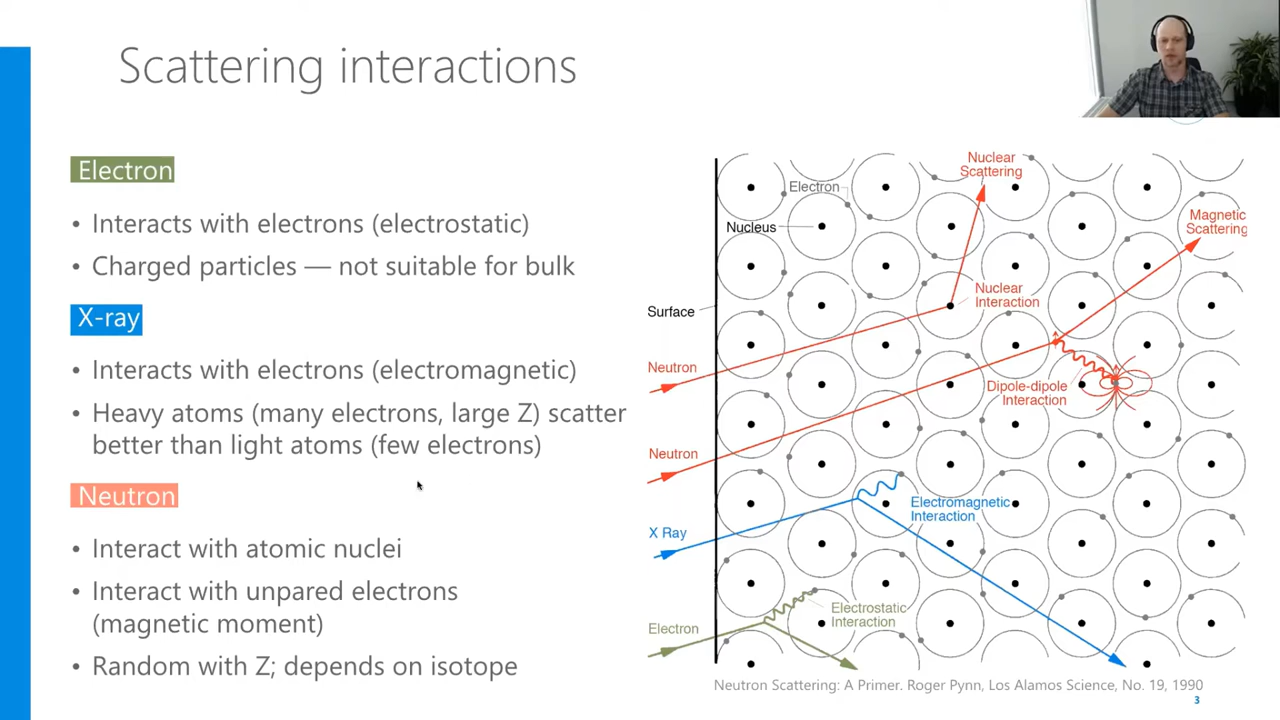 Scattering interactions
Electron
• Interacts with electrons (electrostatic)
• Charged particles — not suitable for bulk
X-ray
• Interacts with electrons (electromagnetic)
• Heavy atoms (many electrons, large Z) scatter
better than light atoms (few electrons)
Neutron
• Interact with atomic nuclei
• Interact with unpared electrons
(magnetic moment)
• Random with Z; depends on isotope
Nuclear
Scattering
Electron
Magnetic
Scattering
Nucleus
Nuclear
Interaction
Surface
Neutron
Dipole-dipole
Interaction
Neutron
Electromagnetic
Interaction
X Ray
Electrostatic
Interaction
Electron
Neutron Scattering: A Primer. Roger Pynn, Los Alamos Science, No. 19, 1990
3